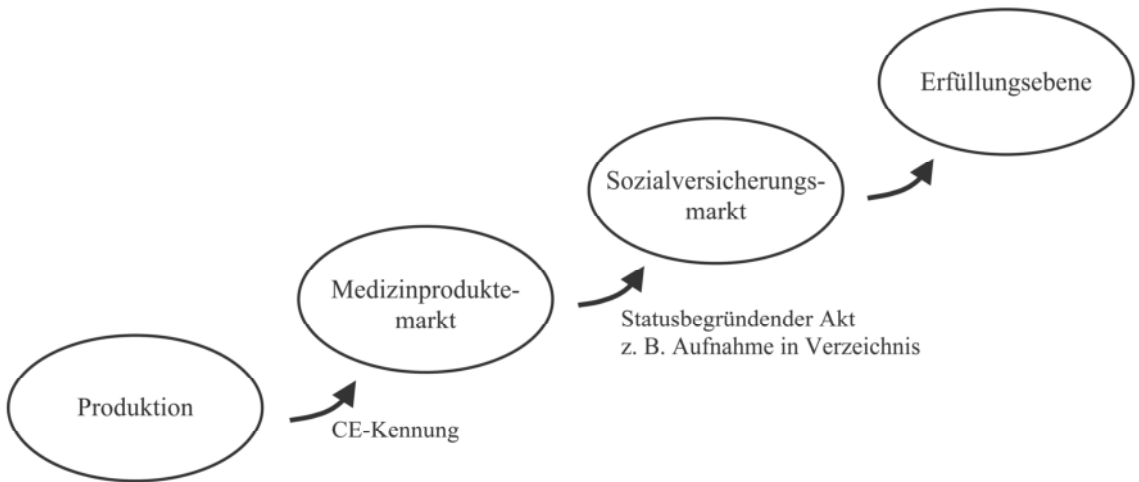 Erfüllungsebene
Sozialversicherungs-
markt
Medizinprodukte-
markt
Statusbegründender Akt
z. B. Aufnahme in Verzeichnis
Produktion
CE-Kennung